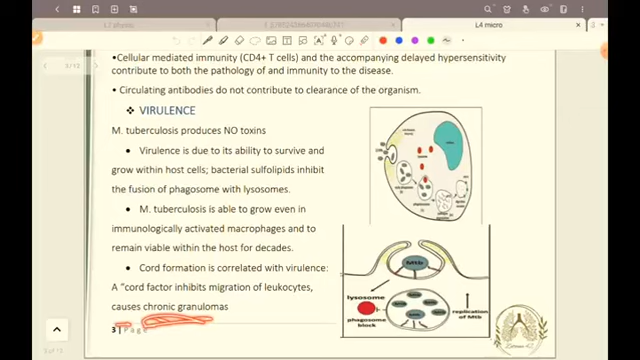 L4 micro
•Cellular mediated immunity (CD4+ T cells) and the accompanying delayed hypersensitivity
contribute to both the pathology of and immunity to the disease.
• Circulating antibodies do not contribute to clearance of the organism.
❖ VIRULENCE
M. tuberculosis produces NO toxins
• Virulence is due to its ability to survive and
grow within host cells; bacterial sulfolipids inhibit
the fusion of phagosome with lysosomes.
• M. tuberculosis is able to grow even in
immunologically activated macrophages and to
remain viable within the host for decades.
• Cord formation is correlated with virulence:
A "cord factor inhibits migration of leukocytes,
causes chronic granulomas
Mtb
lysosome
phagosome
block
replication
of Mtb
3 | Page